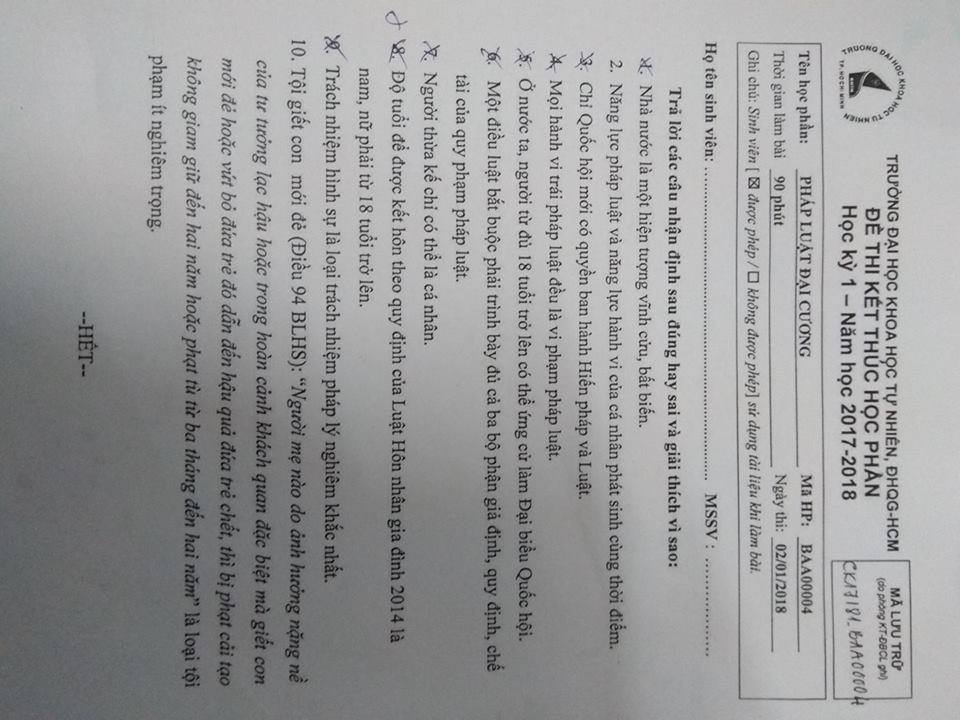 TRƯỜNG ĐẠI HỌC KHOA HỌC TỰ NHIÊN
TP. HỒ CHÍ MINH
TRƯỜNG ĐẠI HỌC KHOA HỌC TỰ NHIÊN, ĐHQG-HCM
ĐỀ THI KẾT THÚC HỌC PHẦN
Học kỳ 1 – Năm học 2017-2018
MÃ LƯU TRỮ
(do phòng KT-ĐBCL ghi)
CK17181_BAA00004
Tên học phần: PHÁP LUẬT ĐẠI CƯƠNG Mã HP: BAA00004
Thời gian làm bài 90 phút Ngày thi: 02/01/2018
Ghi chú: Sinh viên [ ☒ được phép / ☐ không được phép] sử dụng tài liệu khi làm bài.
Họ tên sinh viên: .................................................................. MSSV : ..................
Trả lời các câu nhận định sau đúng hay sai và giải thích vì sao:
1. Nhà nước là một hiện tượng vĩnh cửu, bất biến.
2. Năng lực pháp luật và năng lực hành vi của cá nhân phát sinh cùng thời điểm.
3. Chỉ Quốc hội mới có quyền ban hành Hiến pháp và Luật.
4. Mọi hành vi trái pháp luật đều là vi phạm pháp luật.
5. Ở nước ta, người từ đủ 18 tuổi trở lên có thể ứng cử làm Đại biểu Quốc hội.
6. Một điều luật bắt buộc phải trình bày đủ cả ba bộ phận giả định, quy định, chế
tài của quy phạm pháp luật.
7. Người thừa kế chỉ có thể là cá nhân.
8. Độ tuổi để được kết hôn theo quy định của Luật Hôn nhân gia đình 2014 là
nam, nữ phải từ 18 tuổi trở lên.
9. Trách nhiệm hình sự là loại trách nhiệm pháp lý nghiêm khắc nhất.
10. Tội giết con mới đẻ (Điều 94 BLHS): “Người mẹ nào do ảnh hưởng nặng nề
của tư tưởng lạc hậu hoặc trong hoàn cảnh khách quan đặc biệt mà giết con
mới đẻ hoặc vứt bỏ đứa trẻ đó dẫn đến hậu quả đứa trẻ chết, thì bị phạt cải tạo
không giam giữ đến hai năm hoặc phạt tù từ ba tháng đến hai năm” là loại tội
phạm ít nghiêm trọng.
--HẾT--